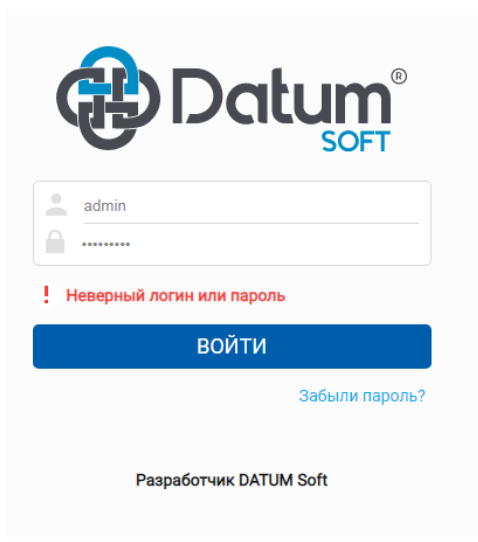 Datum®
SOFT
admin
•••••••••
Неверный логин или пароль
ВОЙТИ
Забыли пароль?
Разработчик DATUM Soft